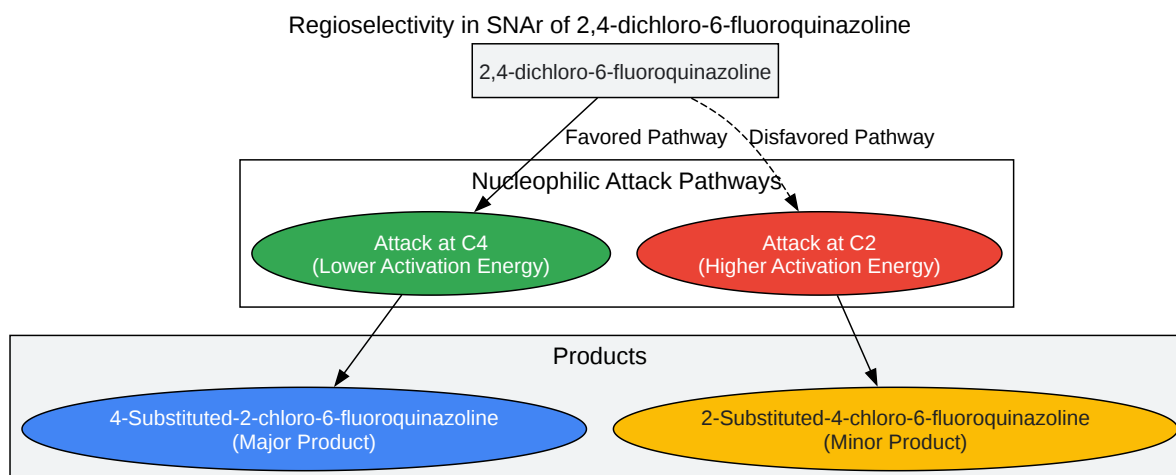 Regioselectivity in SNAr of 2,4-dichloro-6-fluoroquinazoline
2,4-dichloro-6-fluoroquinazoline
Favored Pathway
Disfavored Pathway
Nucleophilic Attack Pathways
Attack at C4
(Lower Activation Energy)
Attack at C2
(Higher Activation Energy)
Products
4-Substituted-2-chloro-6-fluoroquinazoline
(Major Product)
2-Substituted-4-chloro-6-fluoroquinazoline
(Minor Product)